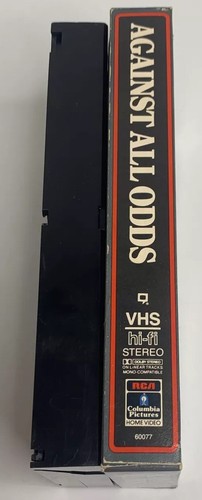 AGAINST ALL ODDS
VHS
hi-fi
STEREO
DOLBY STEREO
ON LINEAR TRACKS
MONO COMPATIBLE
RCA
Columbia
Pictures
HOME VIDEO
60077